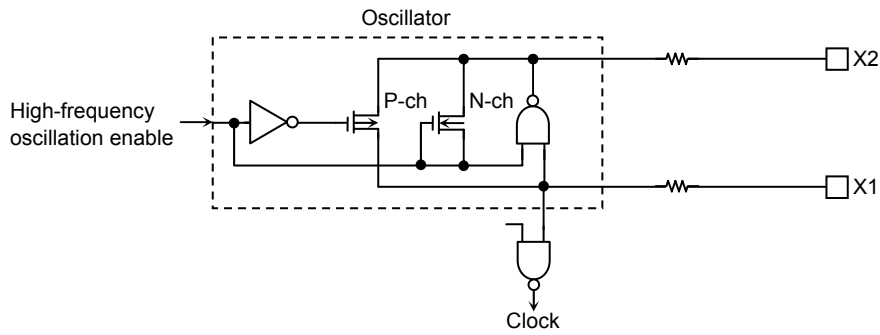 Oscillator
X2
P-ch
N-ch
High-frequency
oscillation enable
X1
Clock